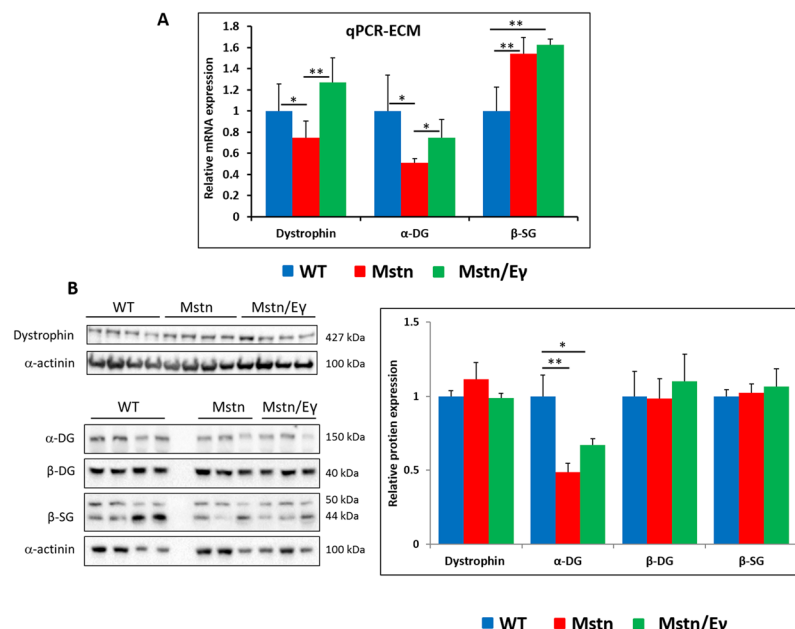 A
qPCR-ECM
Relative mRNA expression
1.8
1.6
1.4
1.2
1
0.8
0.6
0.4
0.2
0
* ** * * ** **
Dystrophin α-DG β-SG
WT Mstn Mstn/Eγ
B
WT Mstn Mstn/Eγ
Dystrophin 427 kDa
α-actinin 100 kDa
WT Mstn Mstn/Eγ
α-DG 150 kDa
β-DG 40 kDa
50 kDa
β-SG 44 kDa
α-actinin 100 kDa
Relative protien expression
1.5
1
0.5
0
*
**
Dystrophin α-DG β-DG β-SG
WT Mstn Mstn/Eγ